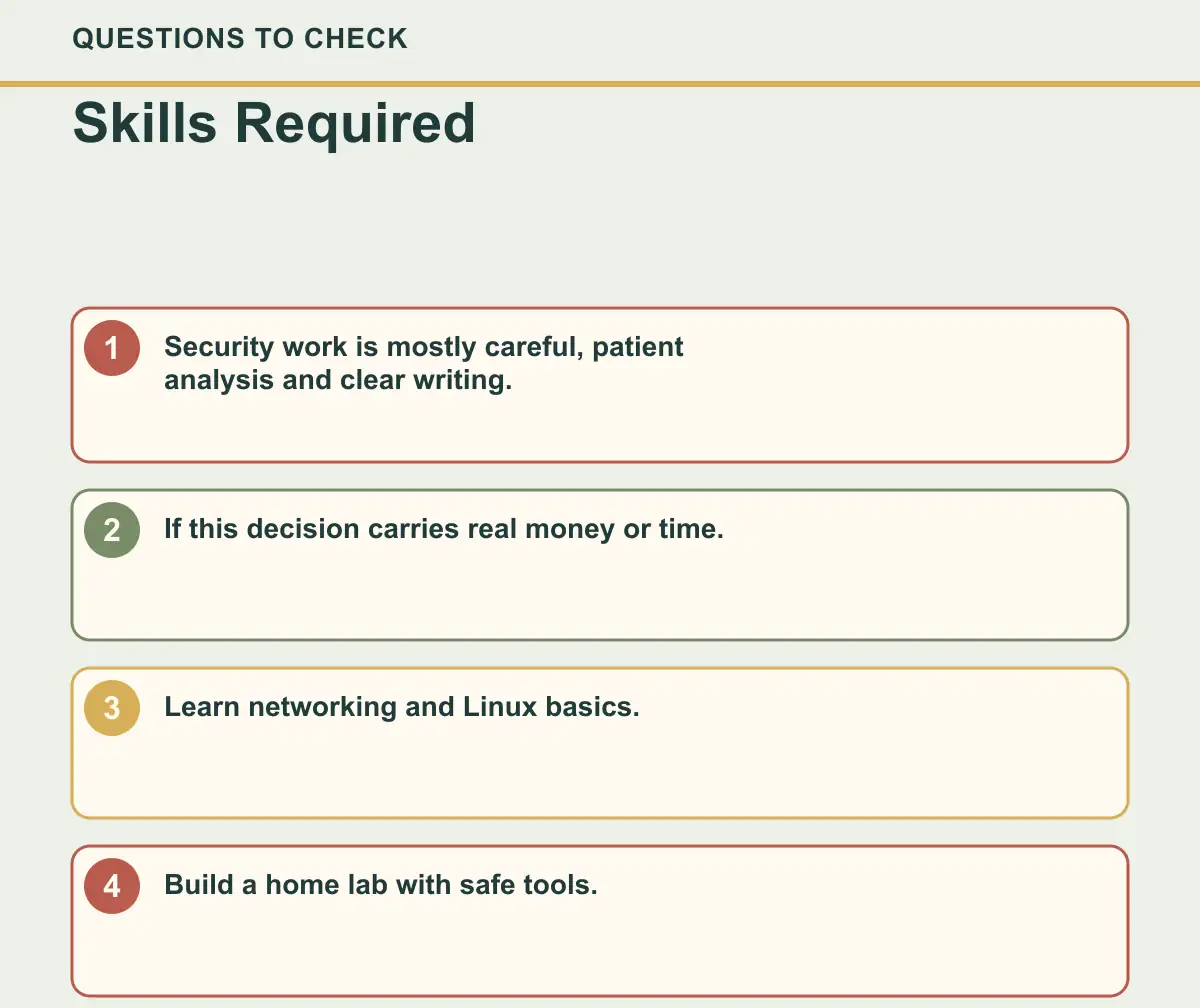 QUESTIONS TO CHECK
Skills Required
1
Security work is mostly careful, patient
analysis and clear writing.
2
If this decision carries real money or time.
3
Learn networking and Linux basics.
4
Build a home lab with safe tools.